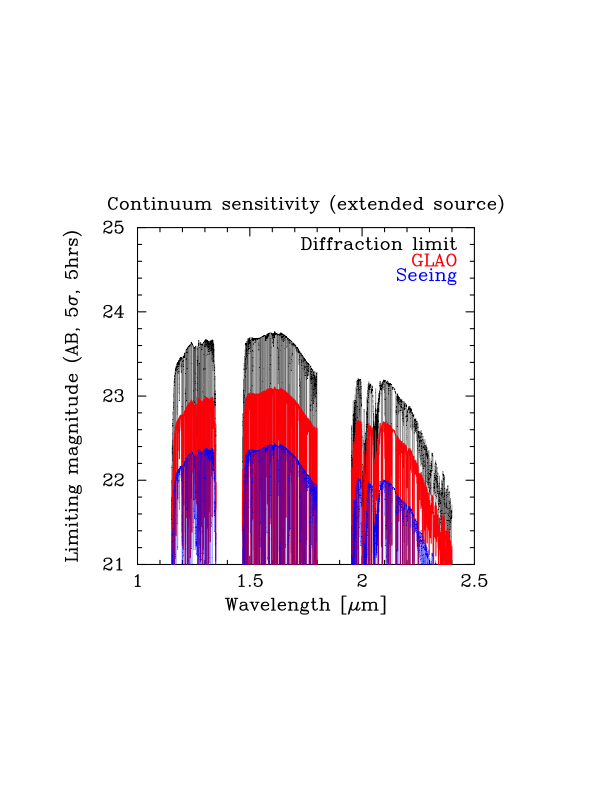 Continuum sensitivity (extended source)
25
Diffraction limit
GLAO
Seeing
24
23
22
21
Limiting magnitude (AB, 5σ, 5hrs)
1
1.5
2
2.5
Wavelength [μm]